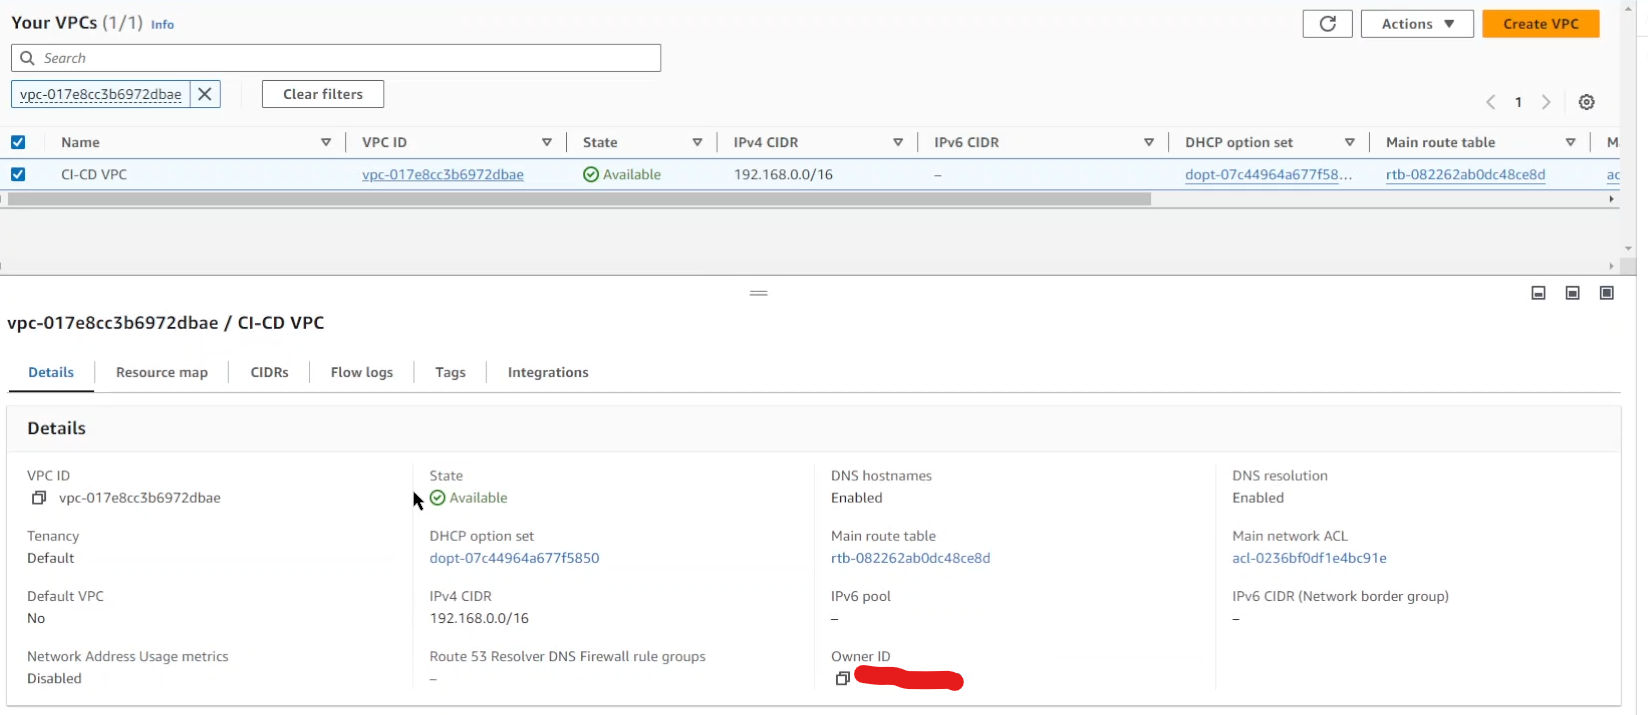 Your VPCs (1/1) Info
Actions ▼
Create VPC
Search
vpc-017e8cc3b6972dbae
Clear filters
1
Name VPC ID State IPv4 CIDR IPv6 CIDR DHCP option set Main route table M
CI-CD VPC vpc-017e8cc3b6972dbae Available 192.168.0.0/16 – dopt-07c44964a677f58... rtb-082262ab0dc48ce8d ac
vpc-017e8cc3b6972dbae / CI-CD VPC
Details Resource map CIDRs Flow logs Tags Integrations
Details
VPC ID State DNS hostnames DNS resolution
vpc-017e8cc3b6972dbae Available Enabled Enabled
Tenancy DHCP option set Main route table Main network ACL
Default dopt-07c44964a677f5850 rtb-082262ab0dc48ce8d acl-0236bf0df1e4bc91e
Default VPC IPv4 CIDR IPv6 pool IPv6 CIDR (Network border group)
No 192.168.0.0/16 – –
Network Address Usage metrics Route 53 Resolver DNS Firewall rule groups Owner ID
Disabled –